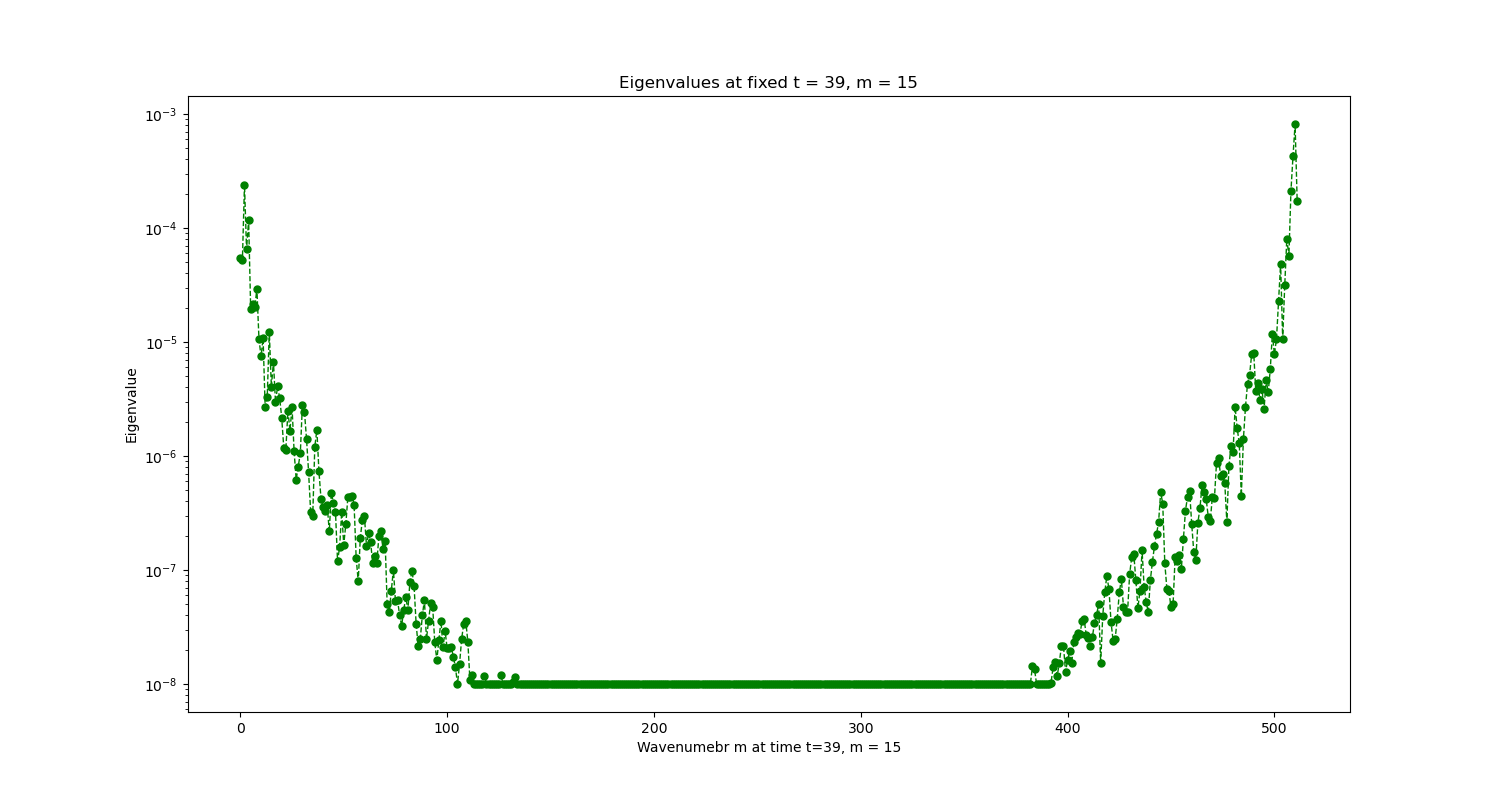 Eigenvalues at fixed t = 39, m = 15
10⁻³
10⁻⁴
10⁻⁵
10⁻⁶
10⁻⁷
10⁻⁸
Eigenvalue
0 100 200 300 400 500
Wavenumebr m at time t=39, m = 15